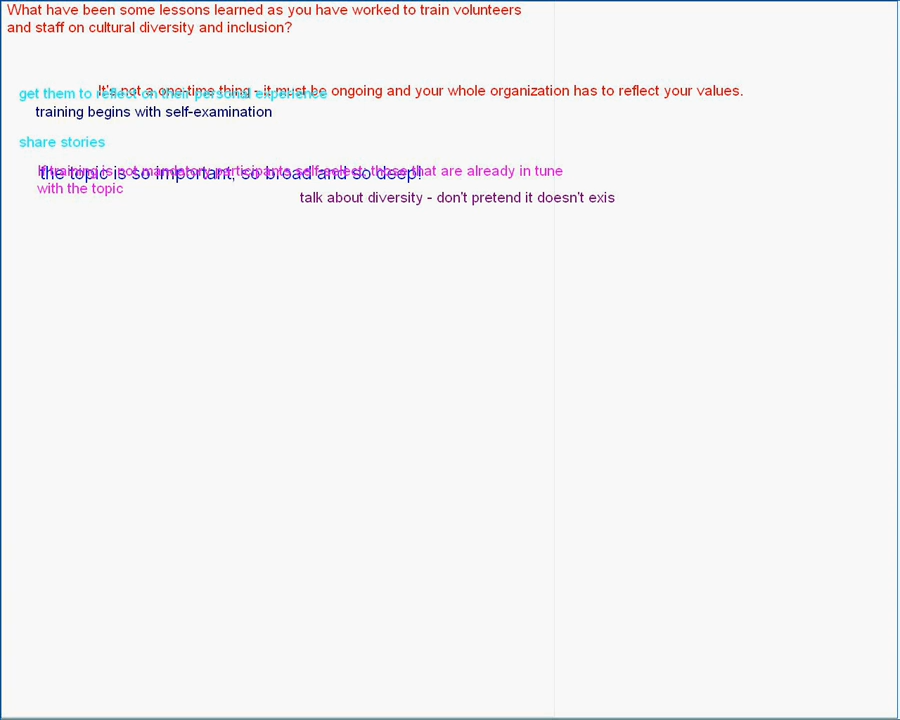 What have been some lessons learned as you have worked to train volunteers
and staff on cultural diversity and inclusion?
It's not a one-time thing - it must be ongoing and your whole organization has to reflect your values.
get them to reflect on their personal experience
training begins with self-examination
share stories
If training is not mandatory participants self-select; those that are already in tune
with the topic
the topic is so important, so broad and so deep!
talk about diversity - don't pretend it doesn't exis